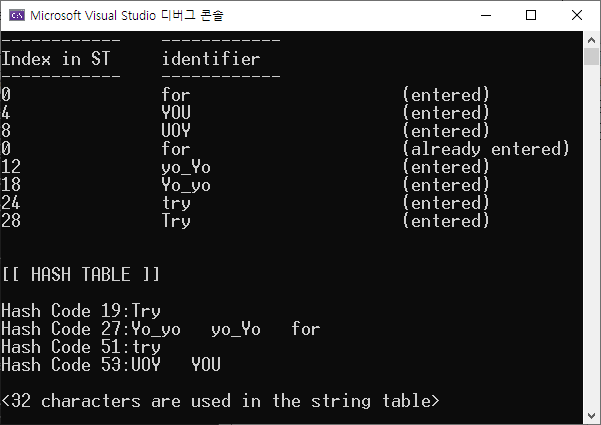 Microsoft Visual Studio 디버그 콘솔
------------    ------------
Index in ST     identifier
------------    ------------
0               for                     (entered)
4               YOU                     (entered)
8               UOY                     (entered)
0               for                     (already entered)
12              yo_Yo                   (entered)
18              Yo_yo                   (entered)
24              try                     (entered)
28              Try                     (entered)
[[ HASH TABLE ]]
Hash Code 19:Try
Hash Code 27:Yo_yo   yo_Yo   for
Hash Code 51:try
Hash Code 53:UOY   YOU
<32 characters are used in the string table>